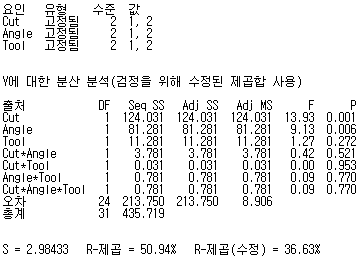 요인 유형 수준 값
Cut 고정됨 2 1, 2
Angle 고정됨 2 1, 2
Tool 고정됨 2 1, 2
Y에 대한 분산 분석(검정을 위해 수정된 제곱합 사용)
출처 DF Seq SS Adj SS Adj MS F P
Cut 1 124.031 124.031 124.031 13.93 0.001
Angle 1 81.281 81.281 81.281 9.13 0.006
Tool 1 11.281 11.281 11.281 1.27 0.272
Cut*Angle 1 3.781 3.781 3.781 0.42 0.521
Cut*Tool 1 0.031 0.031 0.031 0.00 0.953
Angle*Tool 1 0.781 0.781 0.781 0.09 0.770
Cut*Angle*Tool 1 0.781 0.781 0.781 0.09 0.770
오차 24 213.750 213.750 8.906
총계 31 435.719
S = 2.98433 R-제곱 = 50.94% R-제곱(수정) = 36.63%